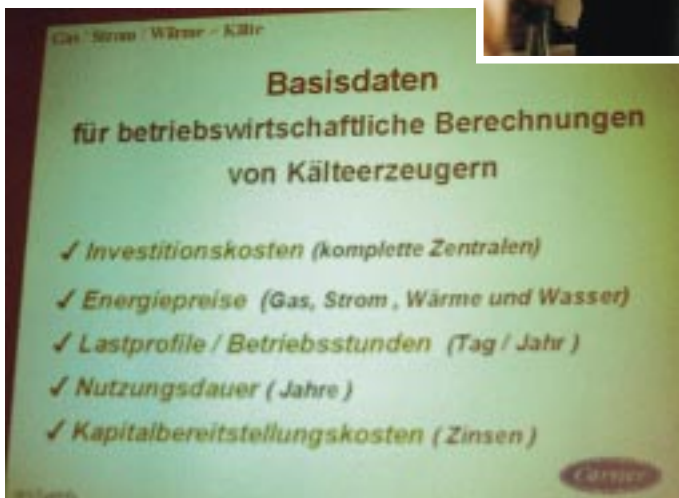 Gas / Strom / Wärme - Kälte
Basisdaten
für betriebswirtschaftliche Berechnungen
von Kälteerzeugern
✓ Investitionskosten (komplette Zentralen)
✓ Energiepreise (Gas, Strom , Wärme und Wasser)
✓ Lastprofile / Betriebsstunden (Tag / Jahr )
✓ Nutzungsdauer ( Jahre )
✓ Kapitalbereitstellungskosten ( Zinsen )
Carrier